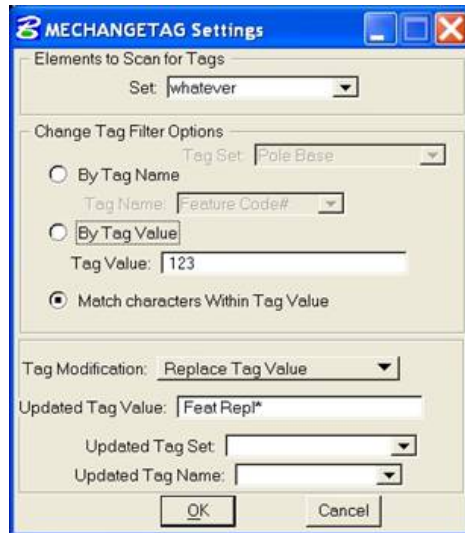 MECHANGETAG Settings
Elements to Scan for Tags
Set: whatever
Change Tag Filter Options
Tag Set: Pole Base
By Tag Name
Tag Name: Feature Code#
By Tag Value
Tag Value: 123
Match characters Within Tag Value
Tag Modification: Replace Tag Value
Updated Tag Value: Feat Repl*
Updated Tag Set:
Updated Tag Name:
OK Cancel